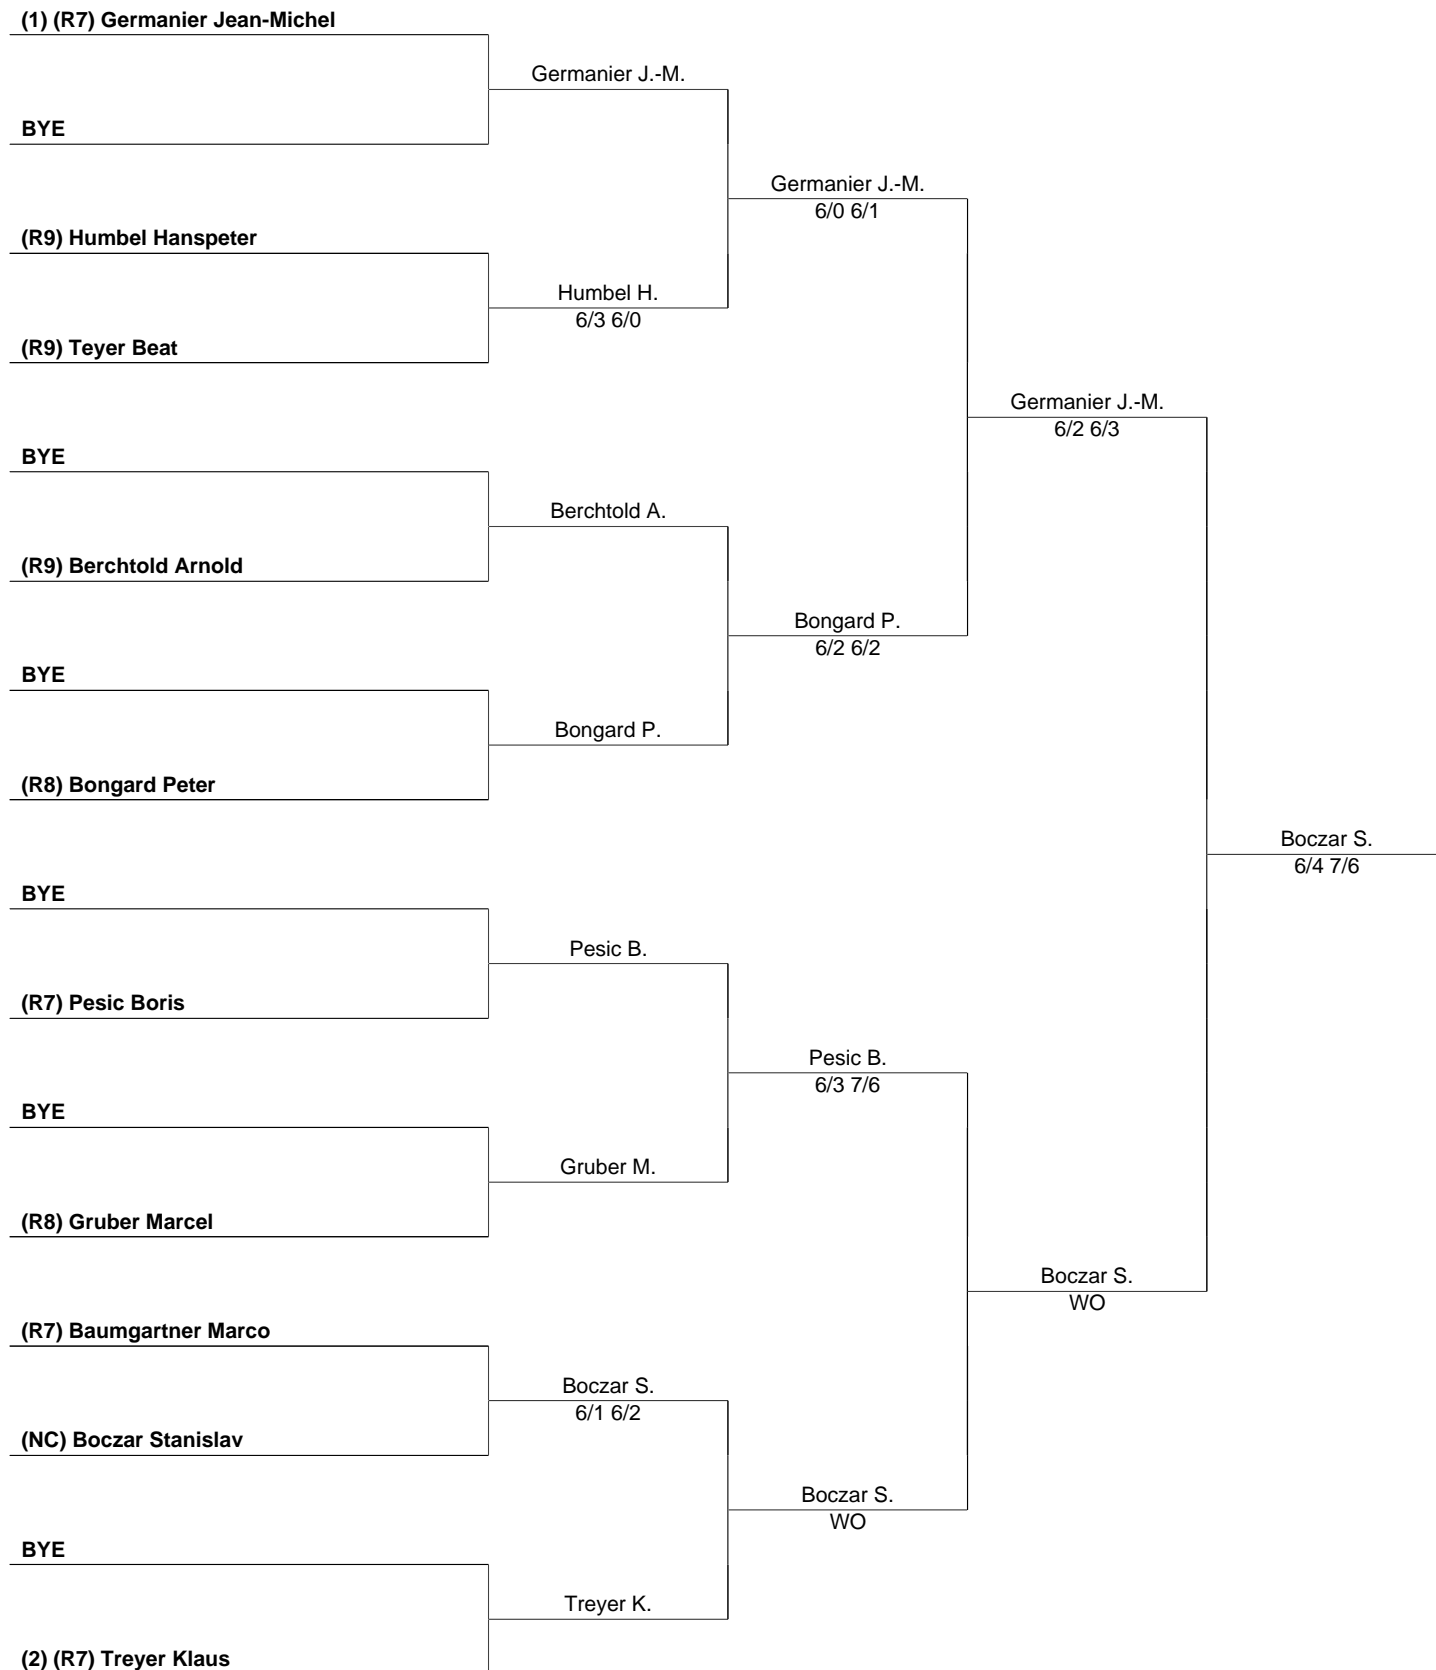 (1) (R7) Germanier Jean-Michel
Germanier J.-M.
BYE
Germanier J.-M.
6/0 6/1
(R9) Humbel Hanspeter
Humbel H.
6/3 6/0
(R9) Teyer Beat
Germanier J.-M.
6/2 6/3
BYE
Berchtold A.
(R9) Berchtold Arnold
Bongard P.
6/2 6/2
BYE
Bongard P.
(R8) Bongard Peter
Boczar S.
6/4 7/6
BYE
Pesic B.
(R7) Pesic Boris
Pesic B.
6/3 7/6
BYE
Gruber M.
(R8) Gruber Marcel
Boczar S.
WO
(R7) Baumgartner Marco
Boczar S.
6/1 6/2
(NC) Boczar Stanislav
Boczar S.
WO
BYE
Treyer K.
(2) (R7) Treyer Klaus